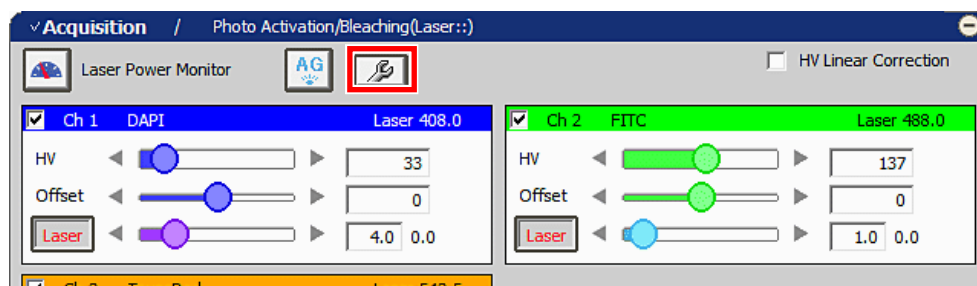 Acquisition / Photo Activation/Bleaching(Laser::)
Laser Power Monitor AG HV Linear Correction
Ch 1 DAPI Laser 408.0
HV 33
Offset 0
Laser 4.0 0.0
Ch 2 FITC Laser 488.0
HV 137
Offset 0
Laser 1.0 0.0